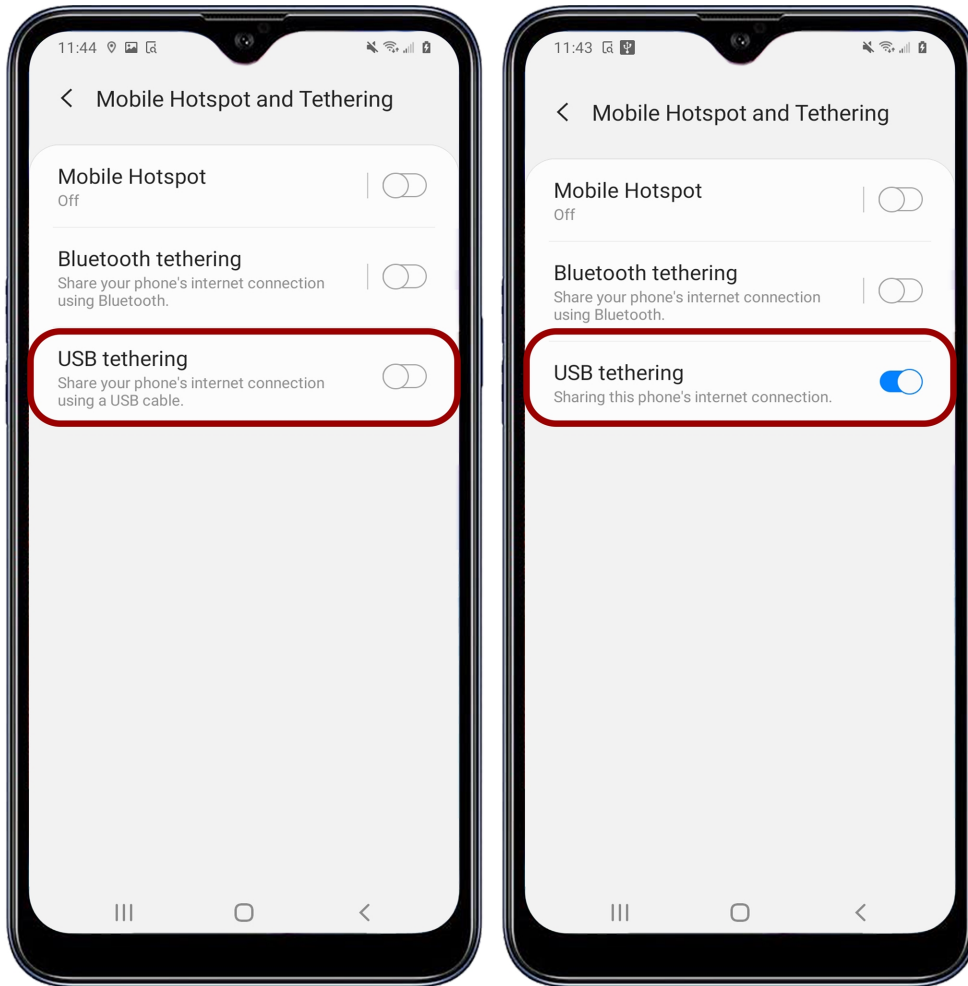 11:44
Mobile Hotspot and Tethering
Mobile Hotspot
Off
Bluetooth tethering
Share your phone's internet connection
using Bluetooth.
USB tethering
Share your phone's internet connection
using a USB cable.
11:43
Mobile Hotspot and Tethering
Mobile Hotspot
Off
Bluetooth tethering
Share your phone's internet connection
using Bluetooth.
USB tethering
Sharing this phone's internet connection.